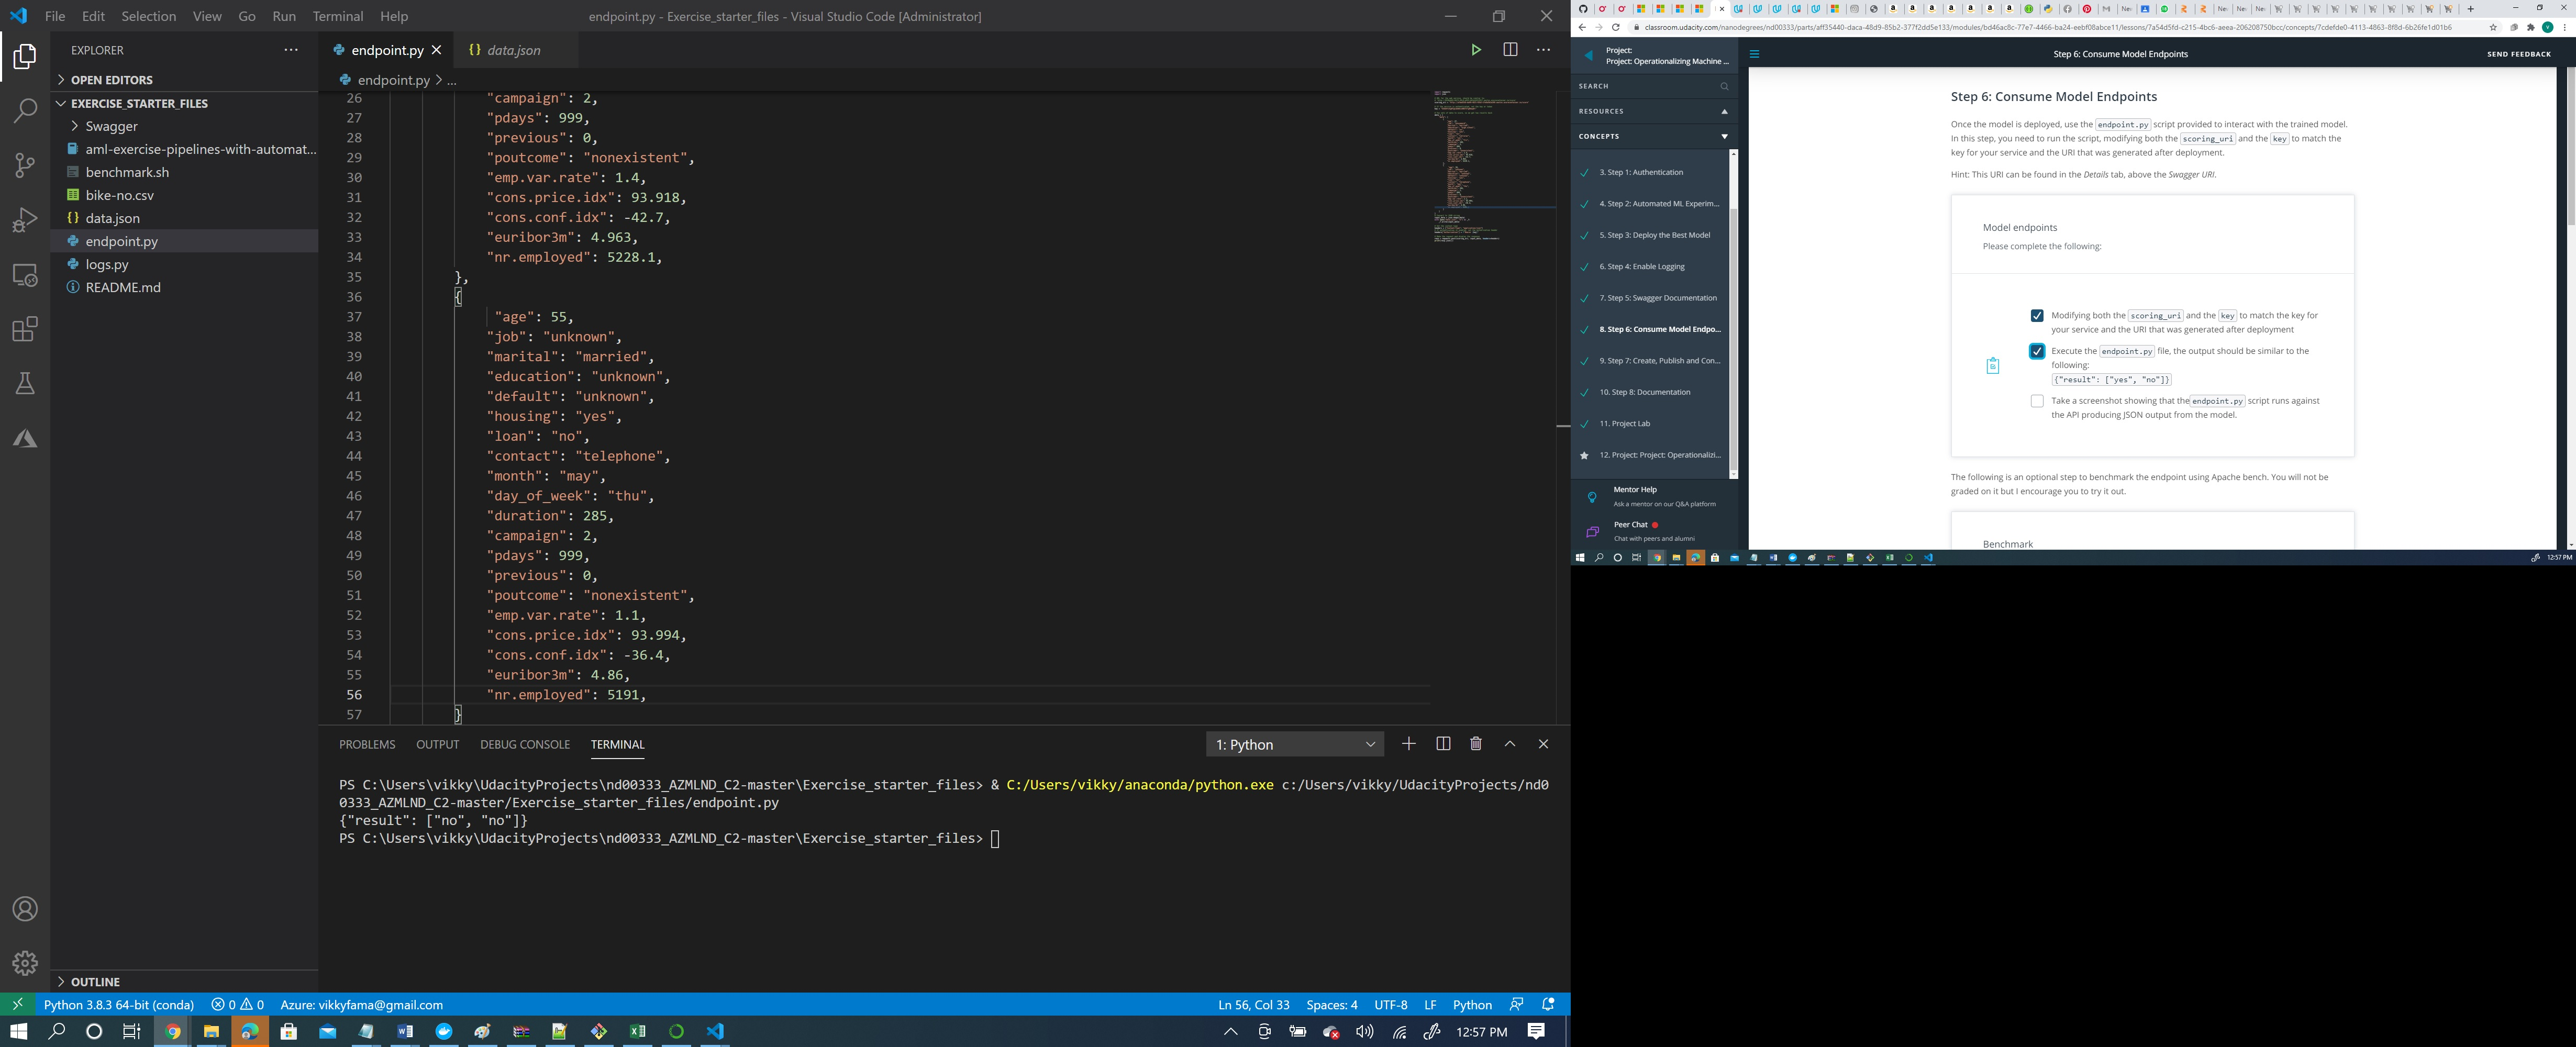 File Edit Selection View Go Run Terminal Help
endpoint.py - Exercise_starter_files - Visual Studio Code [Administrator]
EXPLORER
OPEN EDITORS
EXERCISE_STARTER_FILES
Swagger
aml-exercise-pipelines-with-automat...
benchmark.sh
bike-no.csv
data.json
endpoint.py
logs.py
README.md
OUTLINE
endpoint.py
data.json
endpoint.py > ...
26 "campaign": 2,
27 "pdays": 999,
28 "previous": 0,
29 "poutcome": "nonexistent",
30 "emp.var.rate": 1.4,
31 "cons.price.idx": 93.918,
32 "cons.conf.idx": -42.7,
33 "euribor3m": 4.963,
34 "nr.employed": 5228.1,
35 },
36 {
37 "age": 55,
38 "job": "unknown",
39 "marital": "married",
40 "education": "unknown",
41 "default": "unknown",
42 "housing": "yes",
43 "loan": "no",
44 "contact": "telephone",
45 "month": "may",
46 "day_of_week": "thu",
47 "duration": 285,
48 "campaign": 2,
49 "pdays": 999,
50 "previous": 0,
51 "poutcome": "nonexistent",
52 "emp.var.rate": 1.1,
53 "cons.price.idx": 93.994,
54 "cons.conf.idx": -36.4,
55 "euribor3m": 4.86,
56 "nr.employed": 5191,
57 }
PROBLEMS OUTPUT DEBUG CONSOLE TERMINAL
1: Python
PS C:\Users\vikky\UdacityProjects\nd00333_AZMLND_C2-master\Exercise_starter_files> & C:/Users/vikky/anaconda/python.exe c:/Users/vikky/UdacityProjects/nd0
0333_AZMLND_C2-master/Exercise_starter_files/endpoint.py
{"result": ["no", "no"]}
PS C:\Users\vikky\UdacityProjects\nd00333_AZMLND_C2-master\Exercise_starter_files>
Python 3.8.3 64-bit (conda) 0 0 Azure: vikkyfama@gmail.com
Ln 56, Col 33 Spaces: 4 UTF-8 LF Python
12:57 PM
classroom.udacity.com/nanodegrees/nd00333/parts/aff35440-daca-48d9-85b2-377f2dd5e133/modules/bd46ac8c-77e7-4466-ba24-eebf08abce11/lessons/7a54d5fd-c215-4bc6-aeea-206208750bcc/concepts/7cdefde0-4113-4863-8f8d-6b26fe1d01b6
Project:
Project: Operationalizing Machine ...
Step 6: Consume Model Endpoints
SEND FEEDBACK
SEARCH
RESOURCES
CONCEPTS
3. Step 1: Authentication
4. Step 2: Automated ML Experim...
5. Step 3: Deploy the Best Model
6. Step 4: Enable Logging
7. Step 5: Swagger Documentation
8. Step 6: Consume Model Endpo...
9. Step 7: Create, Publish and Con...
10. Step 8: Documentation
11. Project Lab
12. Project: Project: Operationalizi...
Mentor Help
Ask a mentor on our Q&A platform
Peer Chat
Chat with peers and alumni
Step 6: Consume Model Endpoints
Once the model is deployed, use the endpoint.py script provided to interact with the trained model.
In this step, you need to run the script, modifying both the scoring_uri and the key to match the
key for your service and the URI that was generated after deployment.
Hint: This URI can be found in the Details tab, above the Swagger URI.
Model endpoints
Please complete the following:
Modifying both the scoring_uri and the key to match the key for
your service and the URI that was generated after deployment
Execute the endpoint.py file, the output should be similar to the
following:
{"result": ["yes", "no"]}
Take a screenshot showing that the endpoint.py script runs against
the API producing JSON output from the model.
The following is an optional step to benchmark the endpoint using Apache bench. You will not be
graded on it but I encourage you to try it out.
Benchmark
12:57 PM